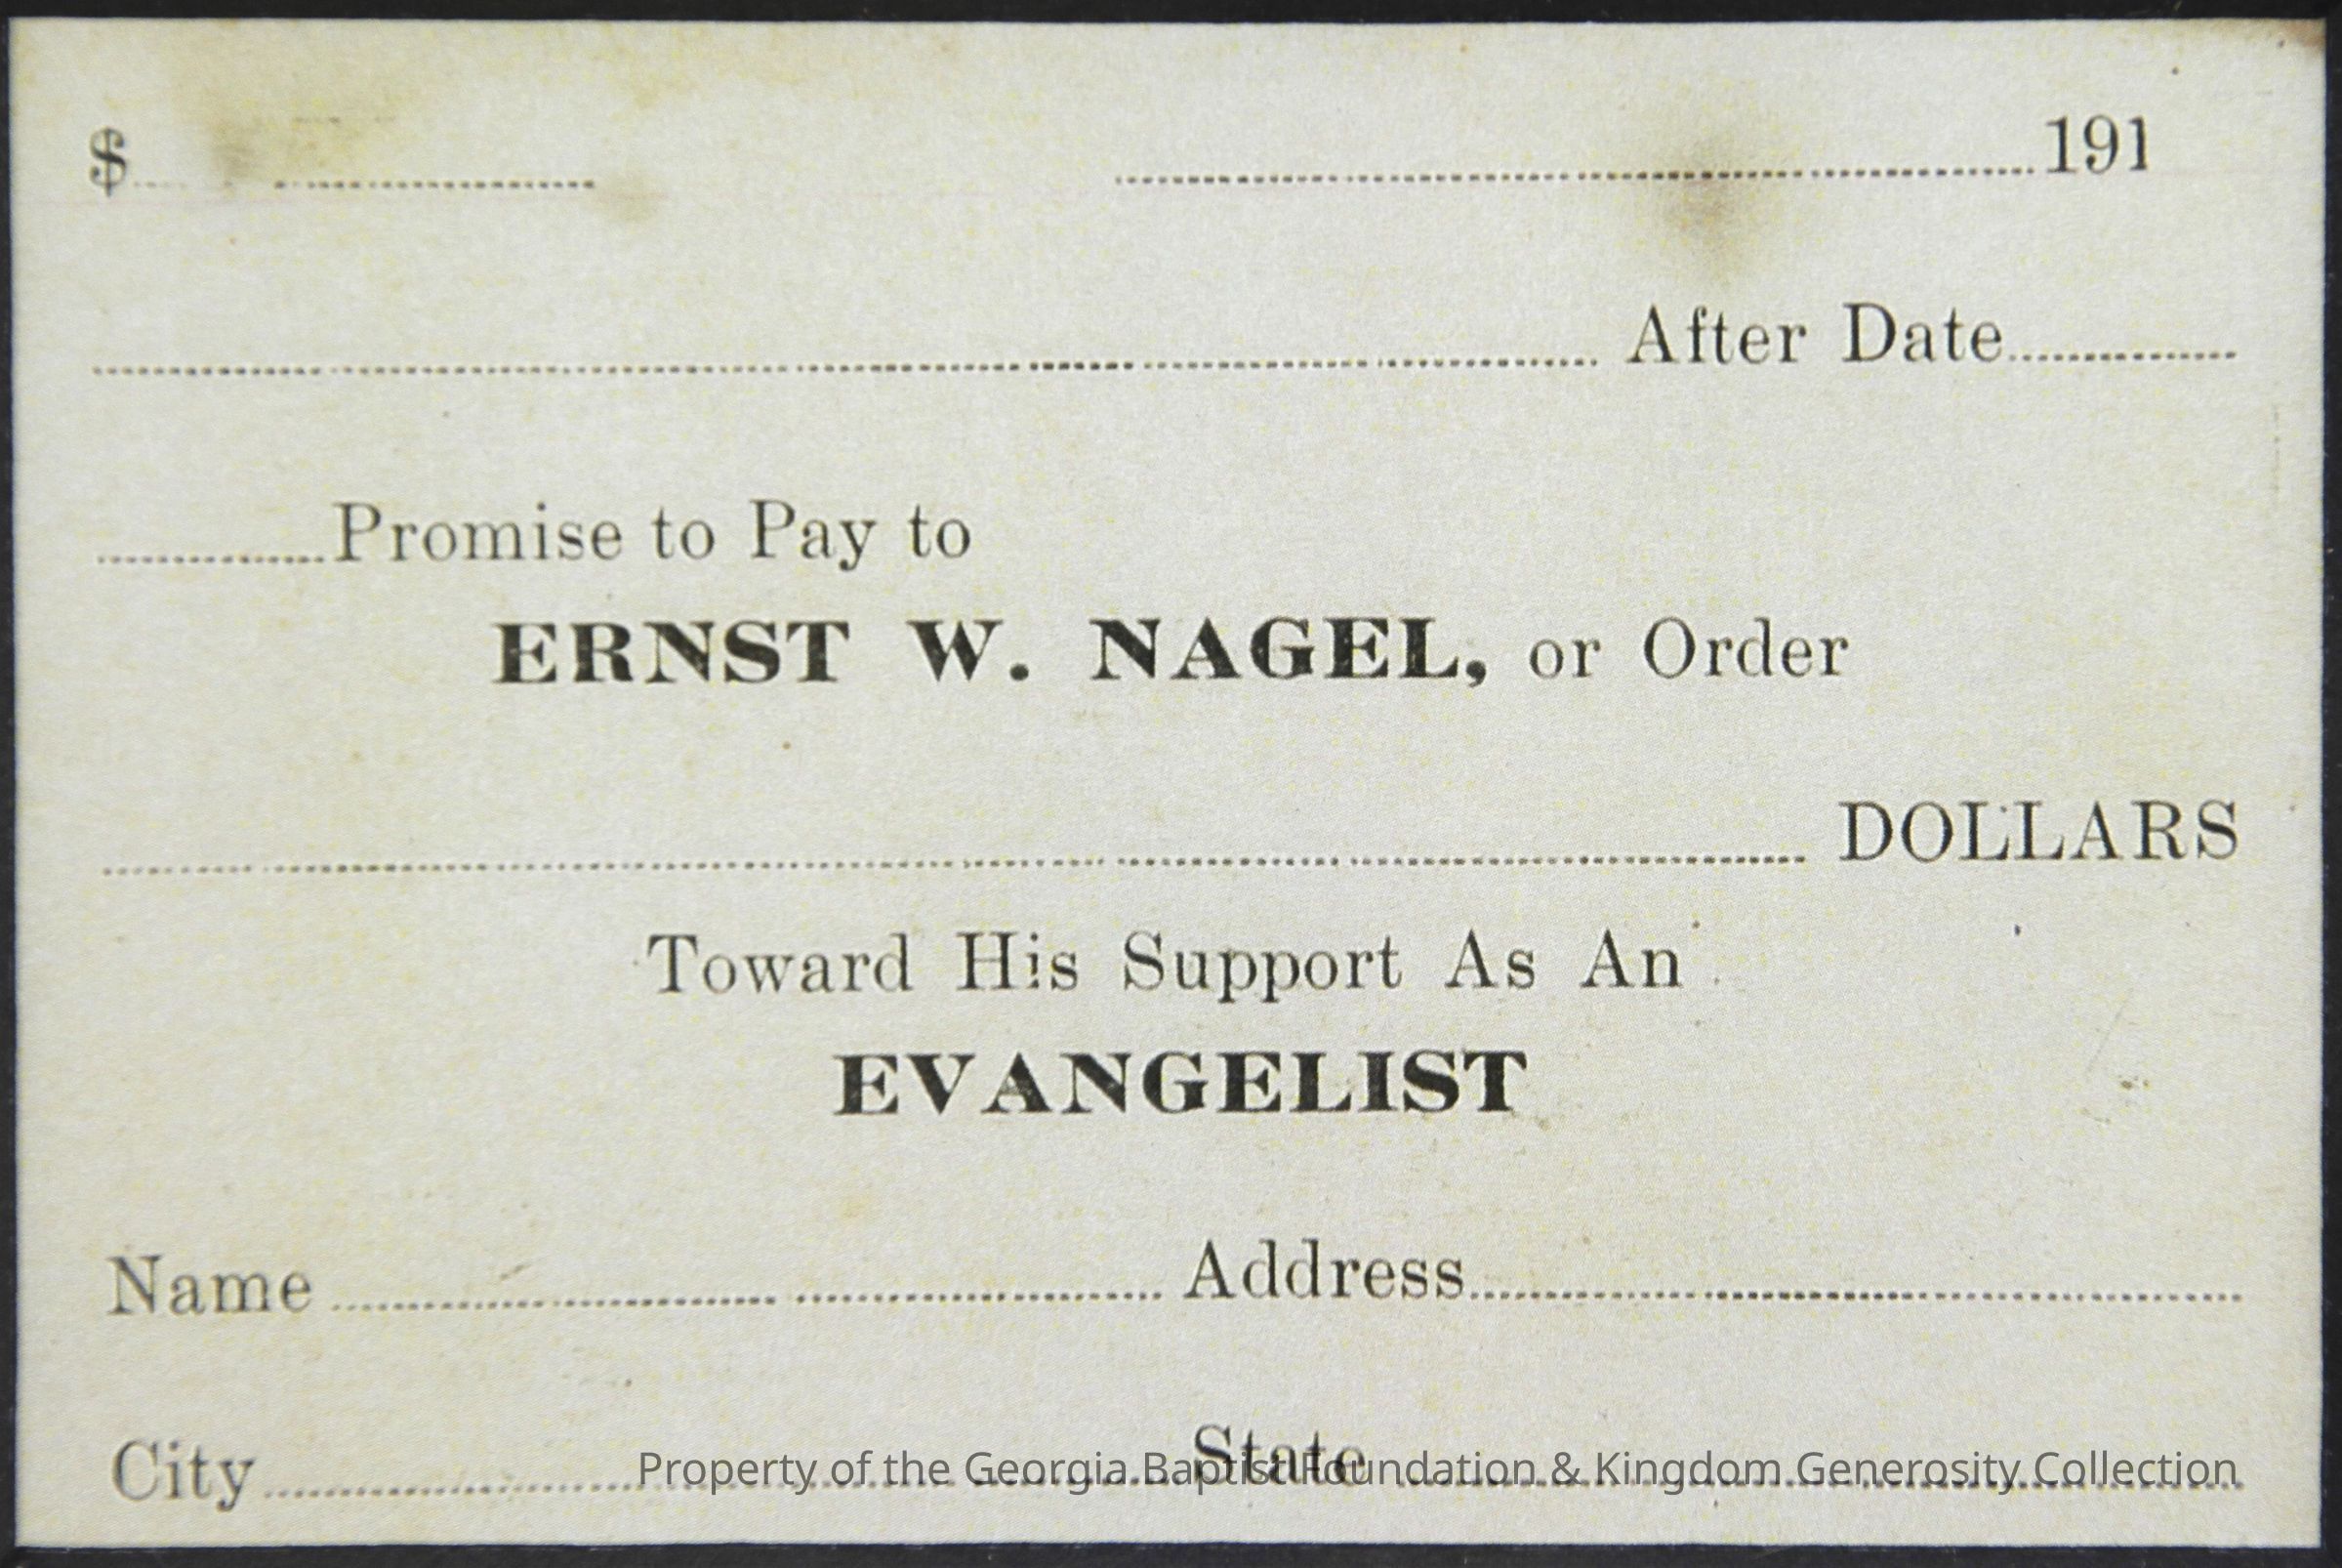 $.................... .................... 191
.................... After Date..........
..........Promise to Pay to
ERNST W. NAGEL, or Order
.................... DOLLARS
Toward His Support As An
EVANGELIST
Name .................... Address....................
City.................... State....................
Property of the Georgia Baptist Foundation & Kingdom Generosity Collection